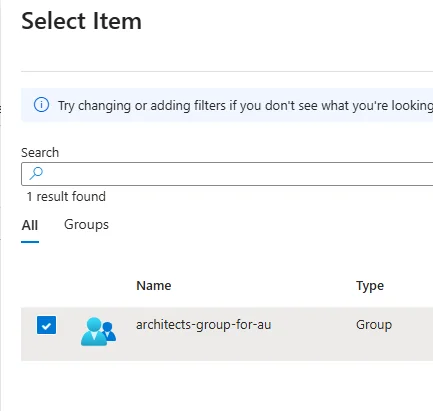 Select Item
Try changing or adding filters if you don't see what you're looking
Search
1 result found
All Groups
Name Type
architects-group-for-au Group